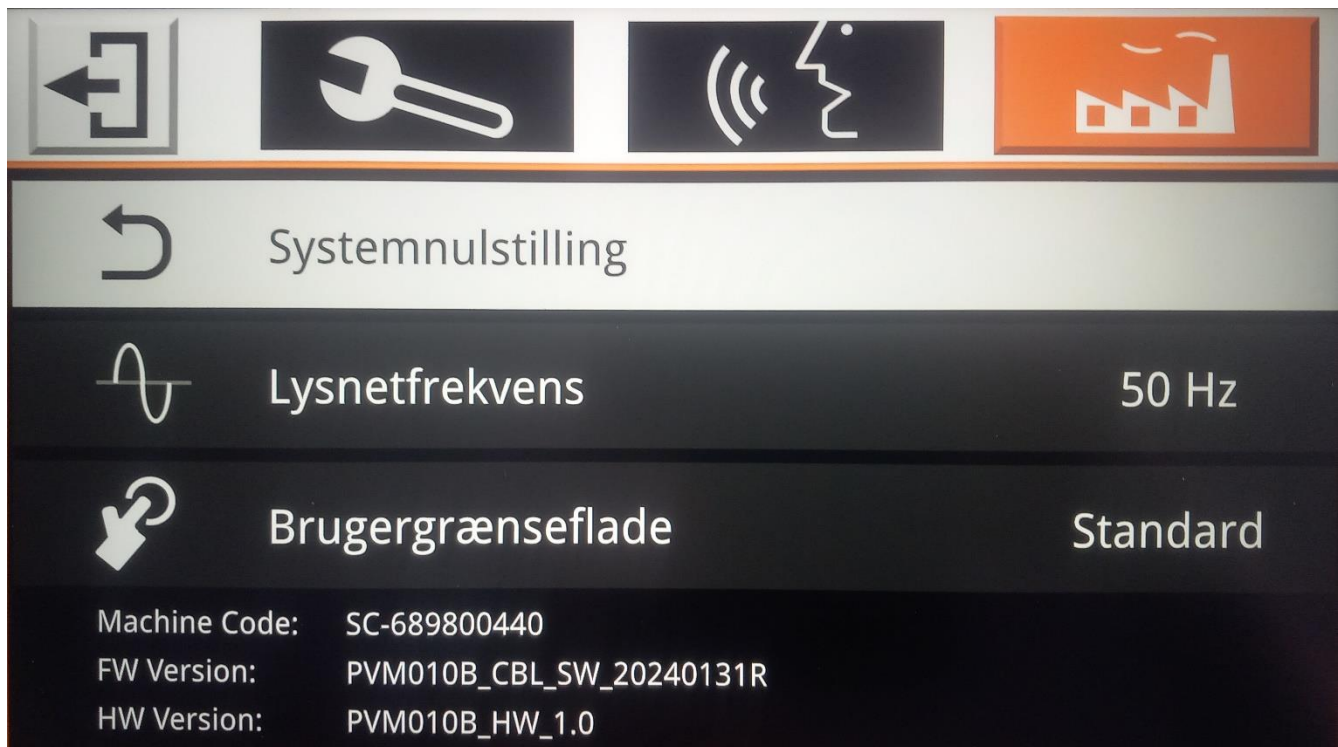 Systemnulstilling
Lysnetfrekvens 50 Hz
Brugergrænseflade Standard
Machine Code: SC-689800440
FW Version: PVM010B_CBL_SW_20240131R
HW Version: PVM010B_HW_1.0